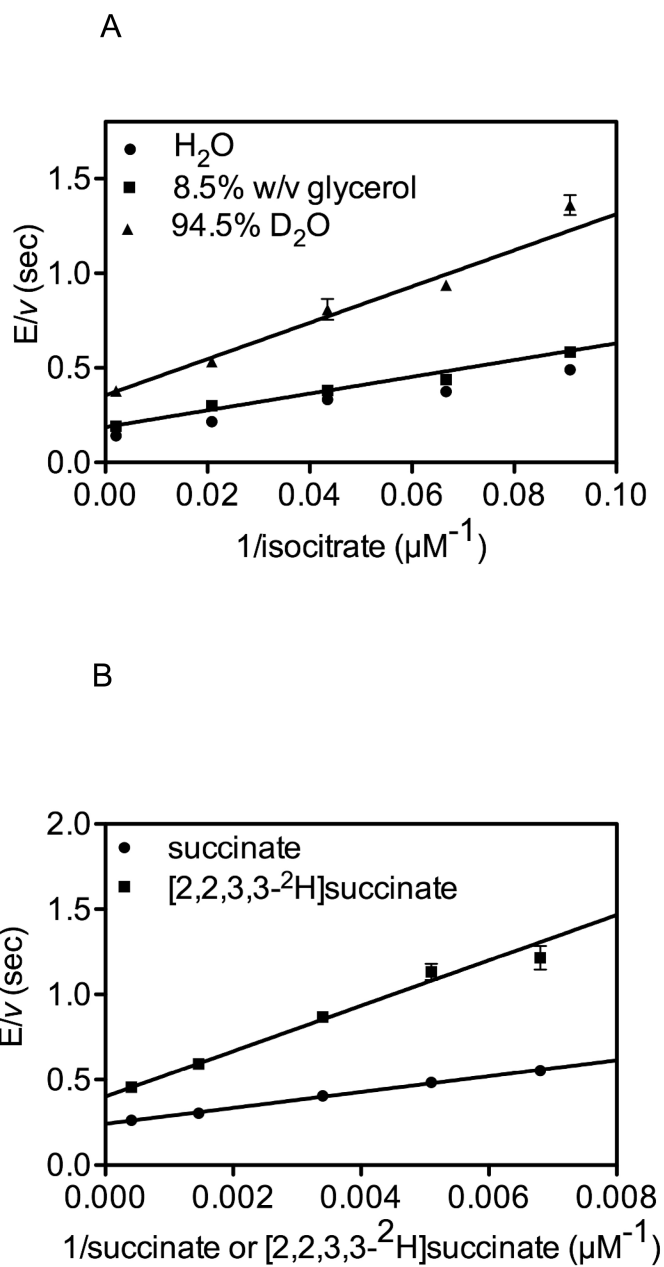 A
H₂O
8.5% w/v glycerol
94.5% D₂O
E/v (sec)
1.5
1.0
0.5
0.0
0.00 0.02 0.04 0.06 0.08 0.10
1/isocitrate (µM⁻¹)
B
succinate
[2,2,3,3-²H]succinate
E/v (sec)
2.0
1.5
1.0
0.5
0.0
0.000 0.002 0.004 0.006 0.008
1/succinate or [2,2,3,3-²H]succinate (µM⁻¹)